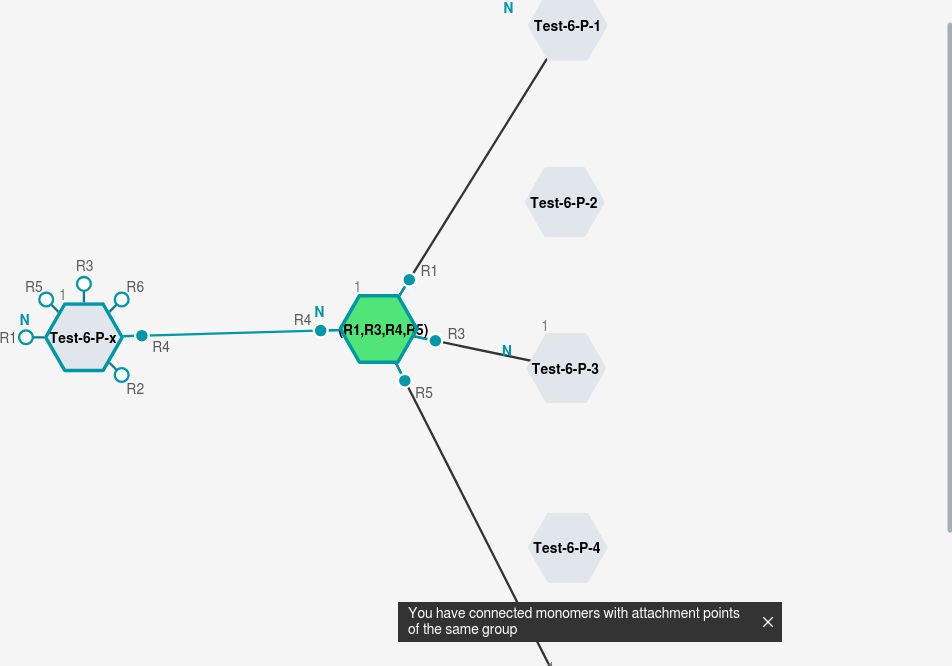 N
Test-6-P-1
Test-6-P-2
R3
R5
1
R6
N
R1
Test-6-P-x
R4
R2
R1
1
N
R4
(R1,R3,R4,R5)
R3
R5
1
N
Test-6-P-3
Test-6-P-4
You have connected monomers with attachment points
of the same group